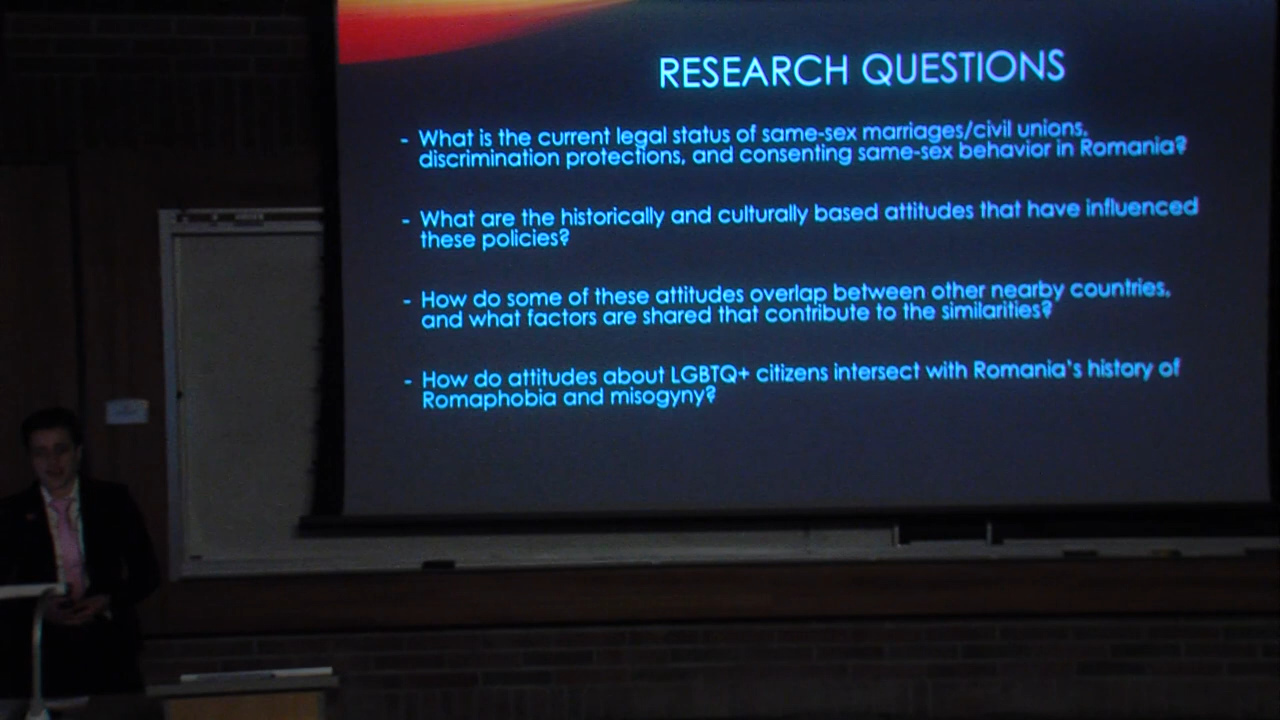 RESEARCH QUESTIONS
- What is the current legal status of same-sex marriages/civil unions,
discrimination protections, and consenting same-sex behavior in Romania?
- What are the historically and culturally based attitudes that have influenced
these policies?
- How do some of these attitudes overlap between other nearby countries,
and what factors are shared that contribute to the similarities?
- How do attitudes about LGBTQ+ citizens intersect with Romania's history of
Romaphobia and misogyny?